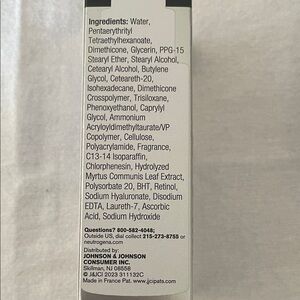 Ingredients: Water,
Pentaerythrityl
Tetraethylhexanoate,
Dimethicone, Glycerin, PPG-15
Stearyl Ether, Stearyl Alcohol,
Cetearyl Alcohol, Butylene
Glycol, Ceteareth-20,
Isohexadecane, Dimethicone
Crosspolymer, Trisiloxane,
Phenoxyethanol, Caprylyl
Glycol, Ammonium
Acryloyldimethyltaurate/VP
Copolymer, Cellulose,
Polyacrylamide, Fragrance,
C13-14 Isoparaffin,
Chlorphenesin, Hydrolyzed
Myrtus Communis Leaf Extract,
Polysorbate 20, BHT, Retinol,
Sodium Hyaluronate, Disodium
EDTA, Laureth-7, Ascorbic
Acid, Sodium Hydroxide
Questions? 800-582-4048;
Outside US, dial collect 215-273-8755 or
neutrogena.com
Distributed by:
JOHNSON & JOHNSON
CONSUMER INC.
Skillman, NJ 08558
© J&JCI 2023 311132C
Made in France Pat. www.jcipats.com